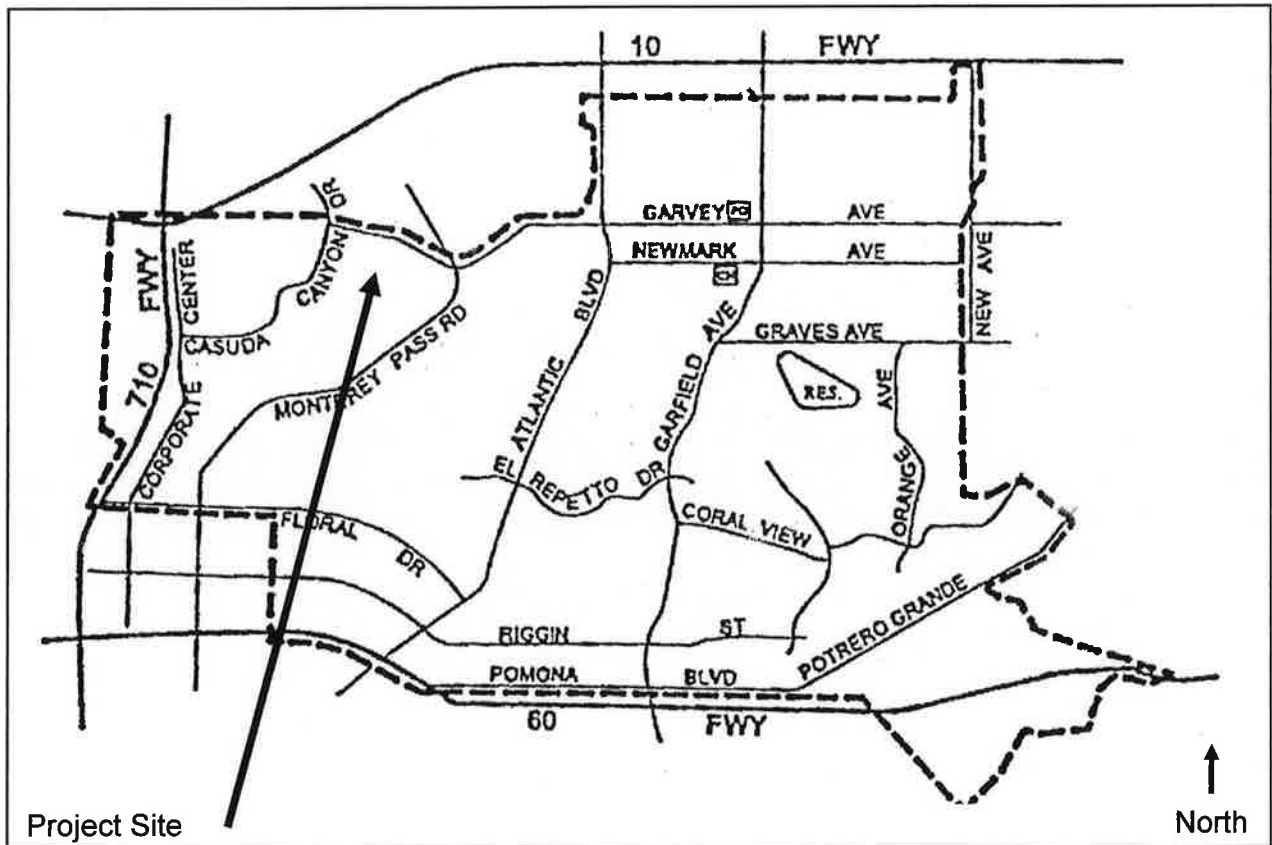 10 FWY
DR
CANYON
GARVEY PO AVE
NEWMARK AVE
CH
FWY
710
CENTER
CORPORATE
CASUDA
MONTEREY PASS RD
ATLANTIC BLVD
GARFIELD AVE
GRAVES AVE
NEW AVE
RES.
ORANGE AVE
EL REPETTO DR
CORAL VIEW
FLORAL DR
RIGGIN ST
POTRERO GRANDE
POMONA BLVD
60 FWY
Project Site
North